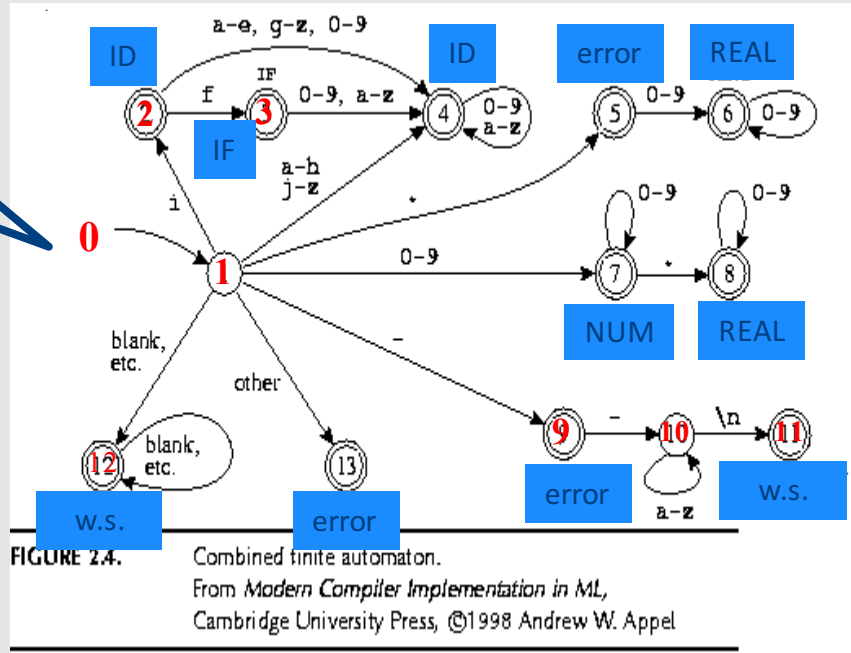 a-e, g-z, 0-9
ID
ID
error
REAL
2
f
IF
3
0-9, a-z
4
0-9
a-z
5
0-9
6
0-9
IF
a-h
j-z
.
i
0
1
0-9
0-9
7
.
0-9
8
NUM
REAL
blank,
etc.
other
-
12
blank,
etc.
13
9
-
10
\n
11
a-z
w.s.
error
error
w.s.
FIGURE 2.4. Combined finite automaton.
From Modern Compiler Implementation in ML,
Cambridge University Press, ©1998 Andrew W. Appel